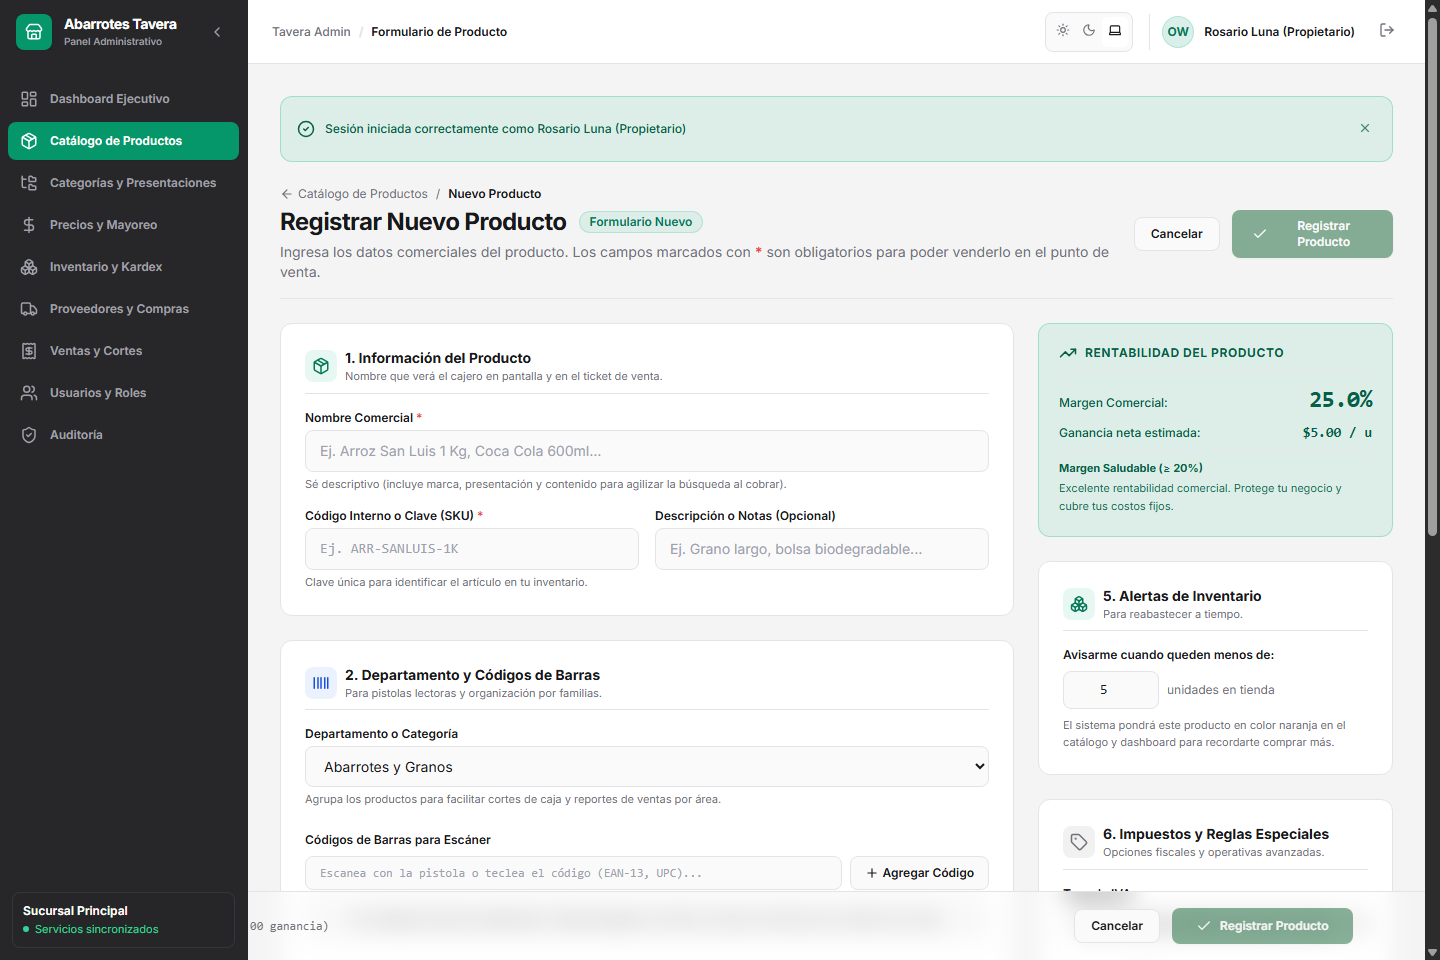 Abarrotes Tavera
Panel Administrativo
Dashboard Ejecutivo
Catálogo de Productos
Categorías y Presentaciones
Precios y Mayoreo
Inventario y Kardex
Proveedores y Compras
Ventas y Cortes
Usuarios y Roles
Auditoría
Sucursal Principal
Servicios sincronizados
Tavera Admin / Formulario de Producto
OW Rosario Luna (Propietario)
Sesión iniciada correctamente como Rosario Luna (Propietario)
Catálogo de Productos / Nuevo Producto
Registrar Nuevo Producto
Formulario Nuevo
Ingresa los datos comerciales del producto. Los campos marcados con * son obligatorios para poder venderlo en el punto de
venta.
Cancelar
Registrar
Producto
1. Información del Producto
Nombre que verá el cajero en pantalla y en el ticket de venta.
Nombre Comercial *
Ej. Arroz San Luis 1 Kg, Coca Cola 600ml...
Sé descriptivo (incluye marca, presentación y contenido para agilizar la búsqueda al cobrar).
Código Interno o Clave (SKU) *
Ej. ARR-SANLUIS-1K
Clave única para identificar el artículo en tu inventario.
Descripción o Notas (Opcional)
Ej. Grano largo, bolsa biodegradable...
2. Departamento y Códigos de Barras
Para pistolas lectoras y organización por familias.
Departamento o Categoría
Abarrotes y Granos
Agrupa los productos para facilitar cortes de caja y reportes de ventas por área.
Códigos de Barras para Escáner
Escanea con la pistola o teclea el código (EAN-13, UPC)...
+ Agregar Código
RENTABILIDAD DEL PRODUCTO
Margen Comercial: 25.0%
Ganancia neta estimada: $5.00 / u
Margen Saludable (≥ 20%)
Excelente rentabilidad comercial. Protege tu negocio y
cubre tus costos fijos.
5. Alertas de Inventario
Para reabastecer a tiempo.
Avisarme cuando queden menos de:
5 unidades en tienda
El sistema pondrá este producto en color naranja en el
catálogo y dashboard para recordarte comprar más.
6. Impuestos y Reglas Especiales
Opciones fiscales y operativas avanzadas.
00 ganancia)
Cancelar
Registrar Producto